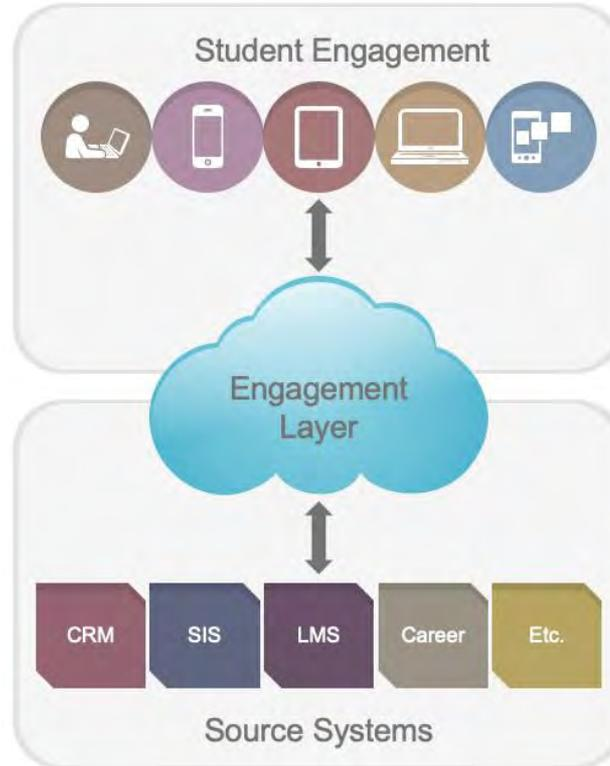 Student Engagement
Engagement
Layer
CRM
SIS
LMS
Career
Etc.
Source Systems